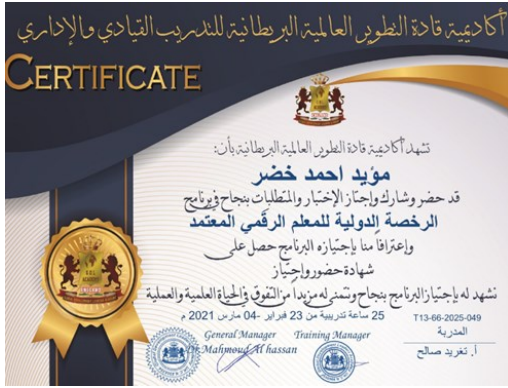 أكاديمية قادة التطوير العالمية البريطانية للتدريب القيادي والإداري
CERTIFICATE
تشهد أكاديمية قادة التطوير العالمية البريطانية بأن:
مؤيد احمد خضر
قد حضر وشارك وإجتاز الإختبار والمتطلبات بنجاح في برنامج
الرخصة الدولية للمعلم الرقمي المعتمد
وإعترافا منا بإجتيازه البرنامج حصل على
شهادة حضور وإجتياز
نشهد له بإجتياز البرنامج بنجاح ونتمنى له مزيدا من التفوق في الحياة العلمية والعملية
25 ساعة تدريبية من 23 فبراير -04 مارس 2021 م
T13-66-2025-049
General Manager Training Manager المدربة
Dr.Mahmoud Al hassan أ. تغريد صالح